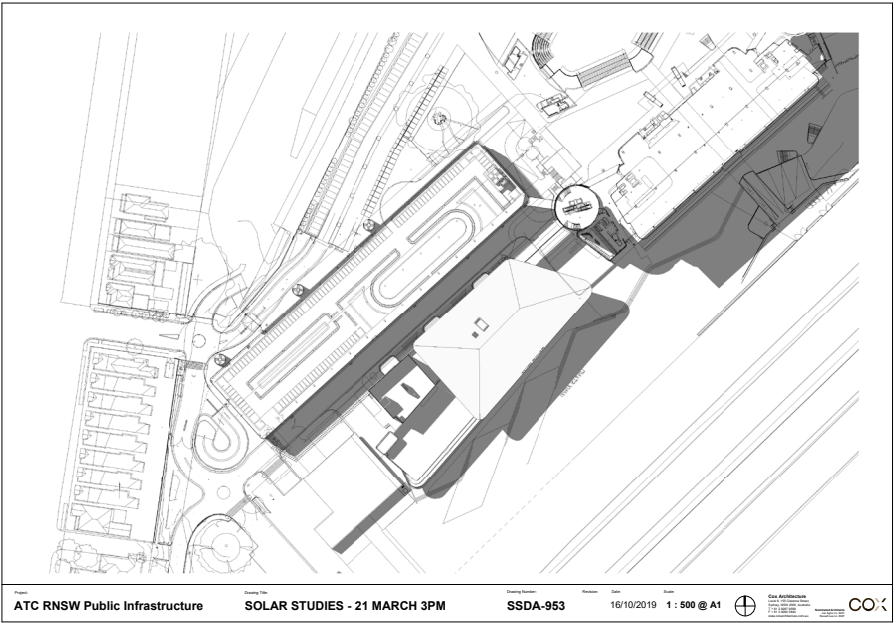 Project:
ATC RNSW Public Infrastructure
Drawing Title:
SOLAR STUDIES - 21 MARCH 3PM
Drawing Number:
SSDA-953
Revision:
Date:
16/10/2019
Scale:
1 : 500 @ A1
Cox Architecture
COX